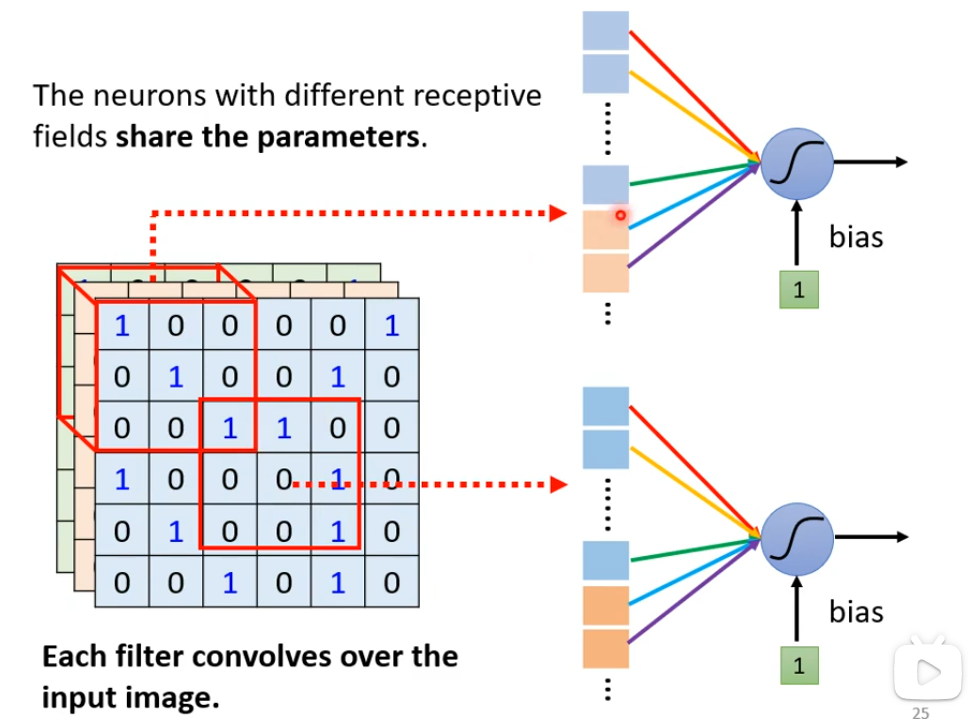 The neurons with different receptive
fields share the parameters.
bias
1
1 0 0 0 0 1
0 1 0 0 1 0
0 0 1 1 0 0
1 0 0 0 1 0
0 1 0 0 1 0
0 0 1 0 1 0
bias
1
Each filter convolves over the
input image.
25